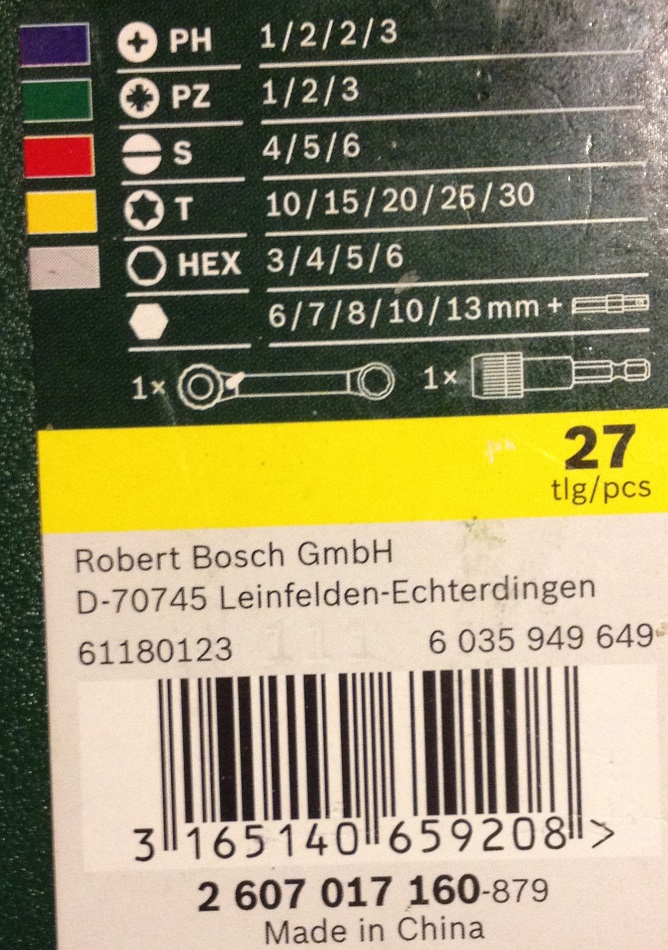 PH 1/2/2/3
PZ 1/2/3
S 4/5/6
T 10/15/20/25/30
HEX 3/4/5/6
6/7/8/10/13 mm +
1× 1×
27
tlg/pcs
Robert Bosch GmbH
D-70745 Leinfelden-Echterdingen
61180123 6 035 949 649
3 165140 659208 >
2 607 017 160-879
Made in China